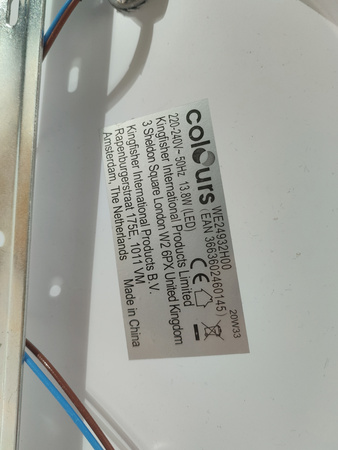 colours
WE24932H00
(EAN 3663602460145)
20W33
220-240V~ 50Hz 13.8W (LED)
CE
Kingfisher International Products Limited
3 Sheldon Square London W2 6PX United Kingdom
Kingfisher International Products B.V.
Rapenburgerstraat 175E, 1011 VM
Amsterdam, The Netherlands
Made in China